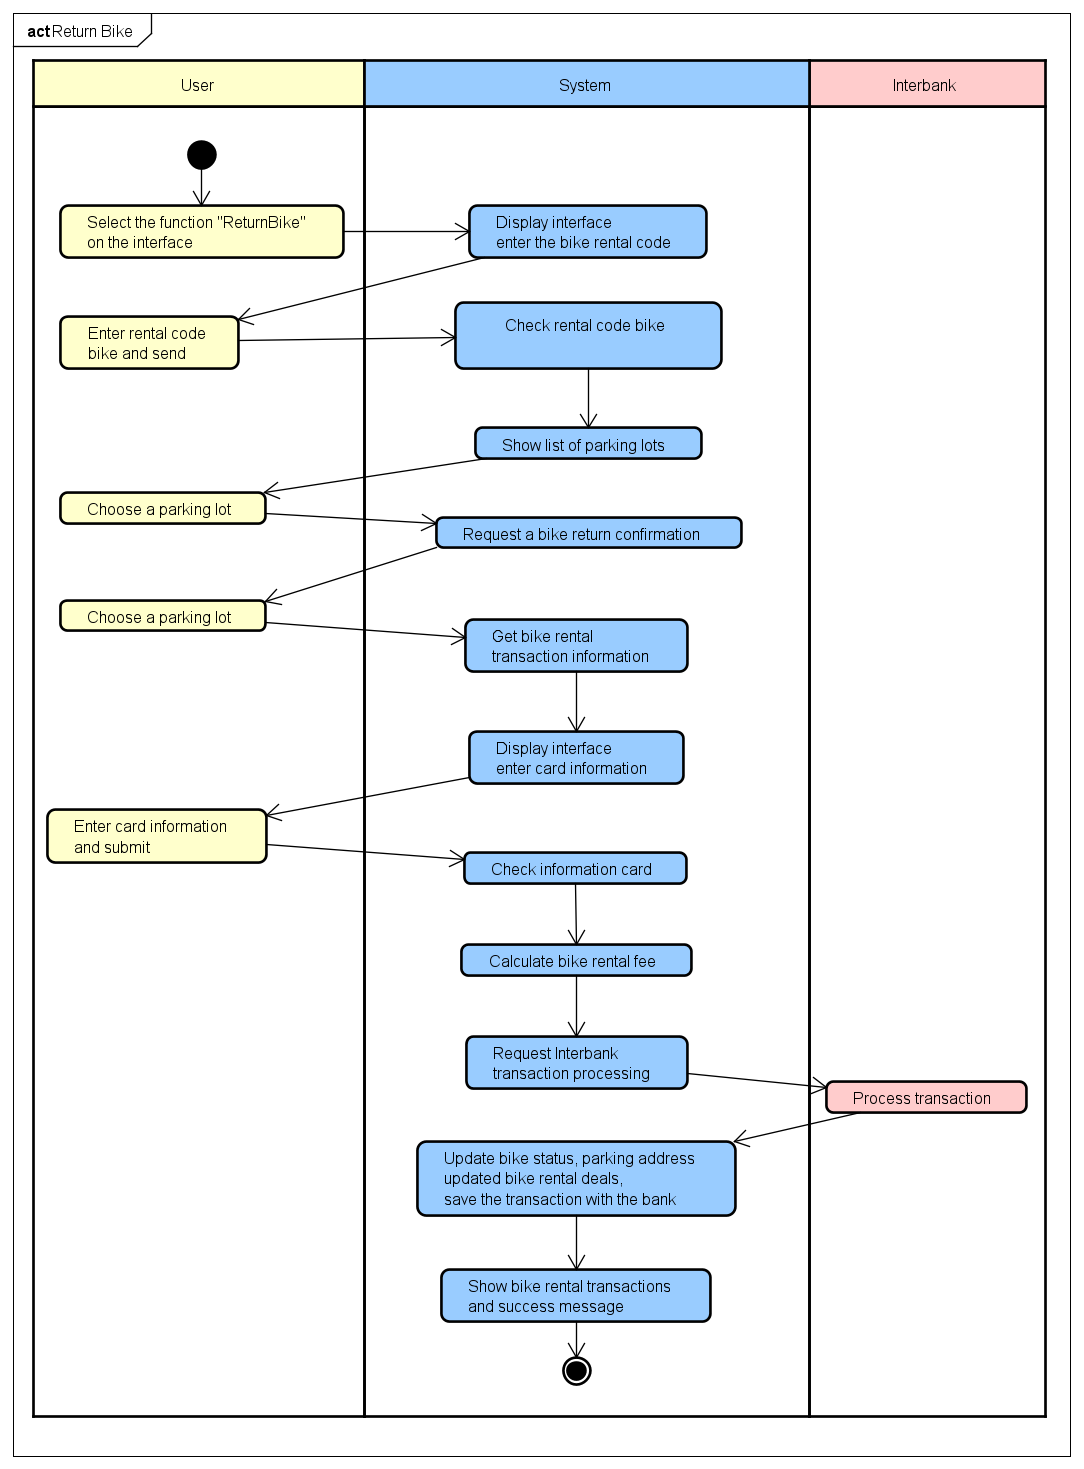 act Return Bike
User
System
Interbank
Select the function "ReturnBike"
on the interface
Display interface
enter the bike rental code
Enter rental code
bike and send
Check rental code bike
Show list of parking lots
Choose a parking lot
Request a bike return confirmation
Choose a parking lot
Get bike rental
transaction information
Display interface
enter card information
Enter card information
and submit
Check information card
Calculate bike rental fee
Request Interbank
transaction processing
Process transaction
Update bike status, parking address
updated bike rental deals,
save the transaction with the bank
Show bike rental transactions
and success message